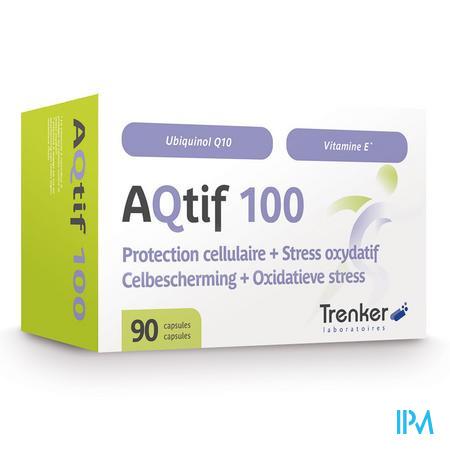 Ubiquinol Q10
Vitamine E*
AQtif 100
Protection cellulaire + Stress oxydatif
Celbescherming + Oxidatieve stress
90 capsules
capsules
Trenker
laboratoires
AQtif 100
IPM